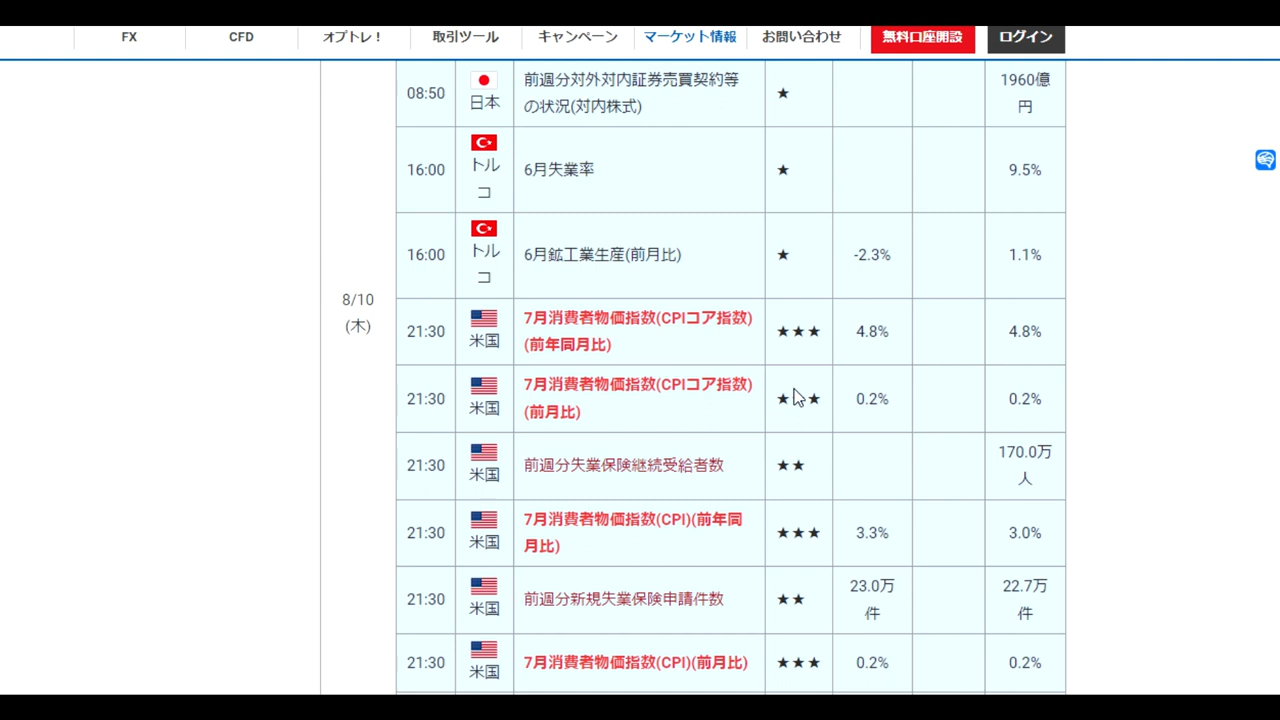 FX
CFD
オプトレ！
取引ツール
キャンペーン
マーケット情報
お問い合わせ
無料口座開設
ログイン
8/10
(木)
08:50
日本
前週分対外対内証券売買契約等
の状況(対内株式)
★
1960億
円
16:00
トル
コ
6月失業率
★
9.5%
16:00
トル
コ
6月鉱工業生産(前月比)
★
-2.3%
1.1%
21:30
米国
7月消費者物価指数(CPIコア指数)
(前年同月比)
★★★
4.8%
4.8%
21:30
米国
7月消費者物価指数(CPIコア指数)
(前月比)
★★★
0.2%
0.2%
21:30
米国
前週分失業保険継続受給者数
★★
170.0万
人
21:30
米国
7月消費者物価指数(CPI)(前年同
月比)
★★★
3.3%
3.0%
21:30
米国
前週分新規失業保険申請件数
★★
23.0万
件
22.7万
件
21:30
米国
7月消費者物価指数(CPI)(前月比)
★★★
0.2%
0.2%